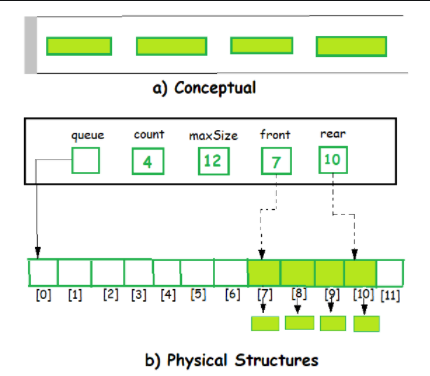 a) Conceptual
queue count maxSize front rear
4 12 7 10
[0] [1] [2] [3] [4] [5] [6] [7] [8] [9] [10] [11]
b) Physical Structures